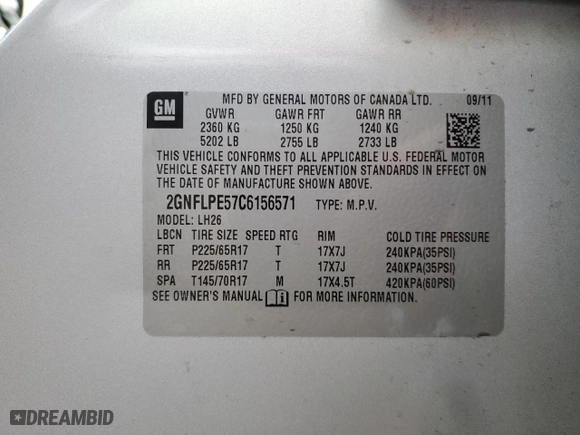 GM
MFD BY GENERAL MOTORS OF CANADA LTD. 09/11
GVWR GAWR FRT GAWR RR
2360 KG 1250 KG 1240 KG
5202 LB 2755 LB 2733 LB
THIS VEHICLE CONFORMS TO ALL APPLICABLE U.S. FEDERAL MOTOR
VEHICLE SAFETY AND THEFT PREVENTION STANDARDS IN EFFECT ON
THE DATE OF MANUFACTURE SHOWN ABOVE.
2GNFLPE57C6156571 TYPE: M.P.V.
MODEL: LH26
LBCN TIRE SIZE SPEED RTG RIM COLD TIRE PRESSURE
FRT P225/65R17 T 17X7J 240KPA(35PSI)
RR P225/65R17 T 17X7J 240KPA(35PSI)
SPA T145/70R17 M 17X4.5T 420KPA(60PSI)
SEE OWNER'S MANUAL FOR MORE INFORMATION.
DREAMBID